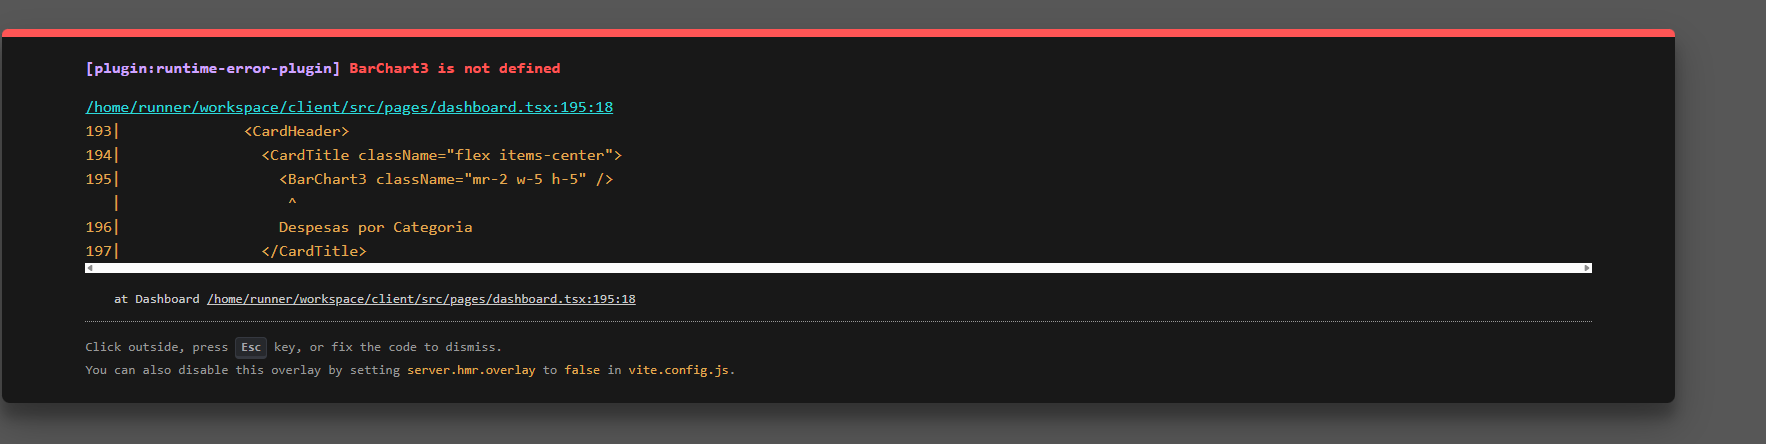 [plugin:runtime-error-plugin] BarChart3 is not defined
/home/runner/workspace/client/src/pages/dashboard.tsx:195:18
193|              <CardHeader>
194|                <CardTitle className="flex items-center">
195|                  <BarChart3 className="mr-2 w-5 h-5" />
   |                   ^
196|                  Despesas por Categoria
197|                </CardTitle>
at Dashboard /home/runner/workspace/client/src/pages/dashboard.tsx:195:18
Click outside, press Esc key, or fix the code to dismiss.
You can also disable this overlay by setting server.hmr.overlay to false in vite.config.js.